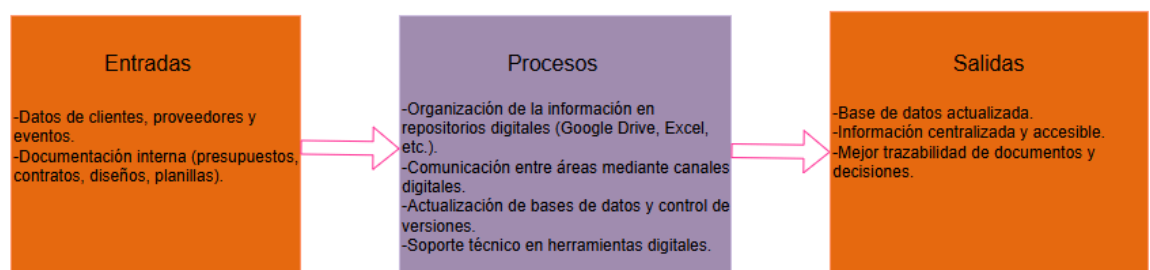 Entradas
-Datos de clientes, proveedores y
eventos.
-Documentación interna (presupuestos,
contratos, diseños, planillas).
Procesos
-Organización de la información en
repositorios digitales (Google Drive, Excel,
etc.).
-Comunicación entre áreas mediante canales
digitales.
-Actualización de bases de datos y control de
versiones.
-Soporte técnico en herramientas digitales.
Salidas
-Base de datos actualizada.
-Información centralizada y accesible.
-Mejor trazabilidad de documentos y
decisiones.